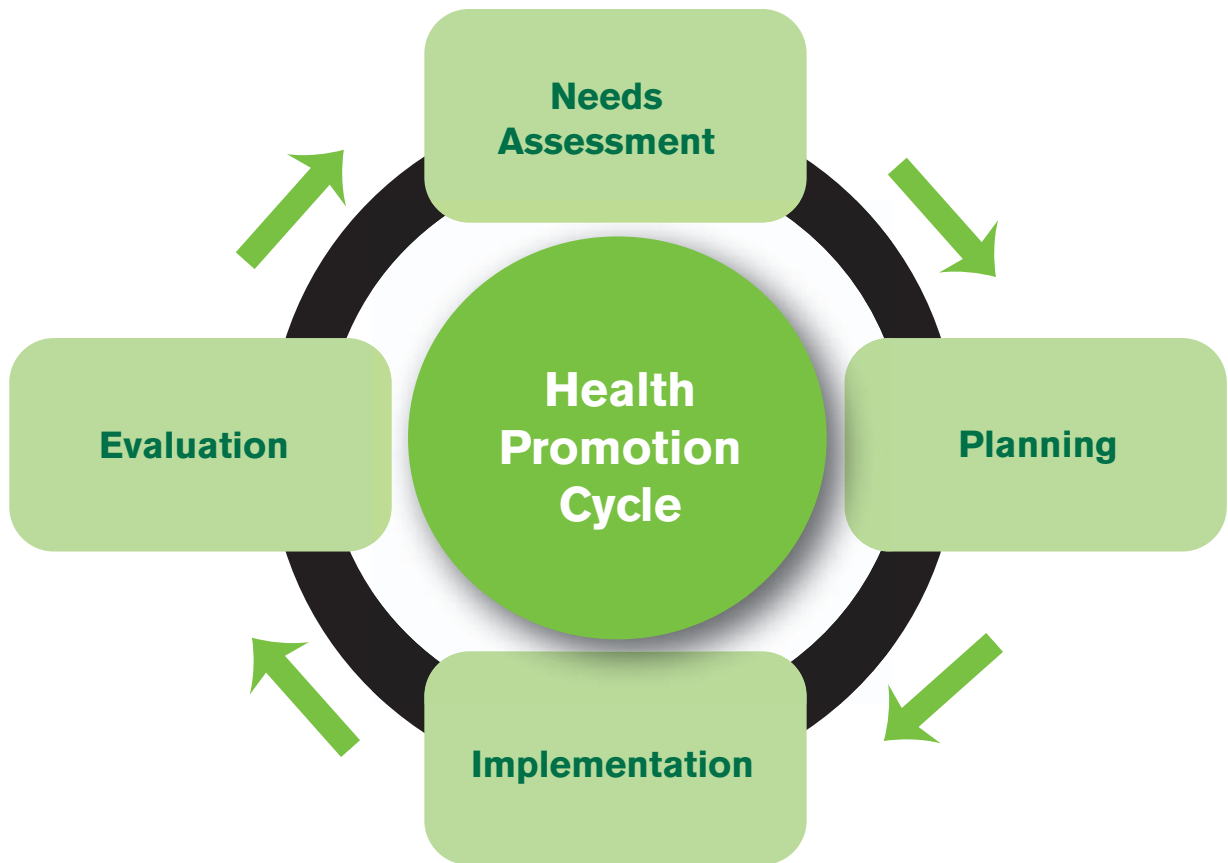 Needs
Assessment
Health
Promotion
Cycle
Evaluation
Planning
Implementation